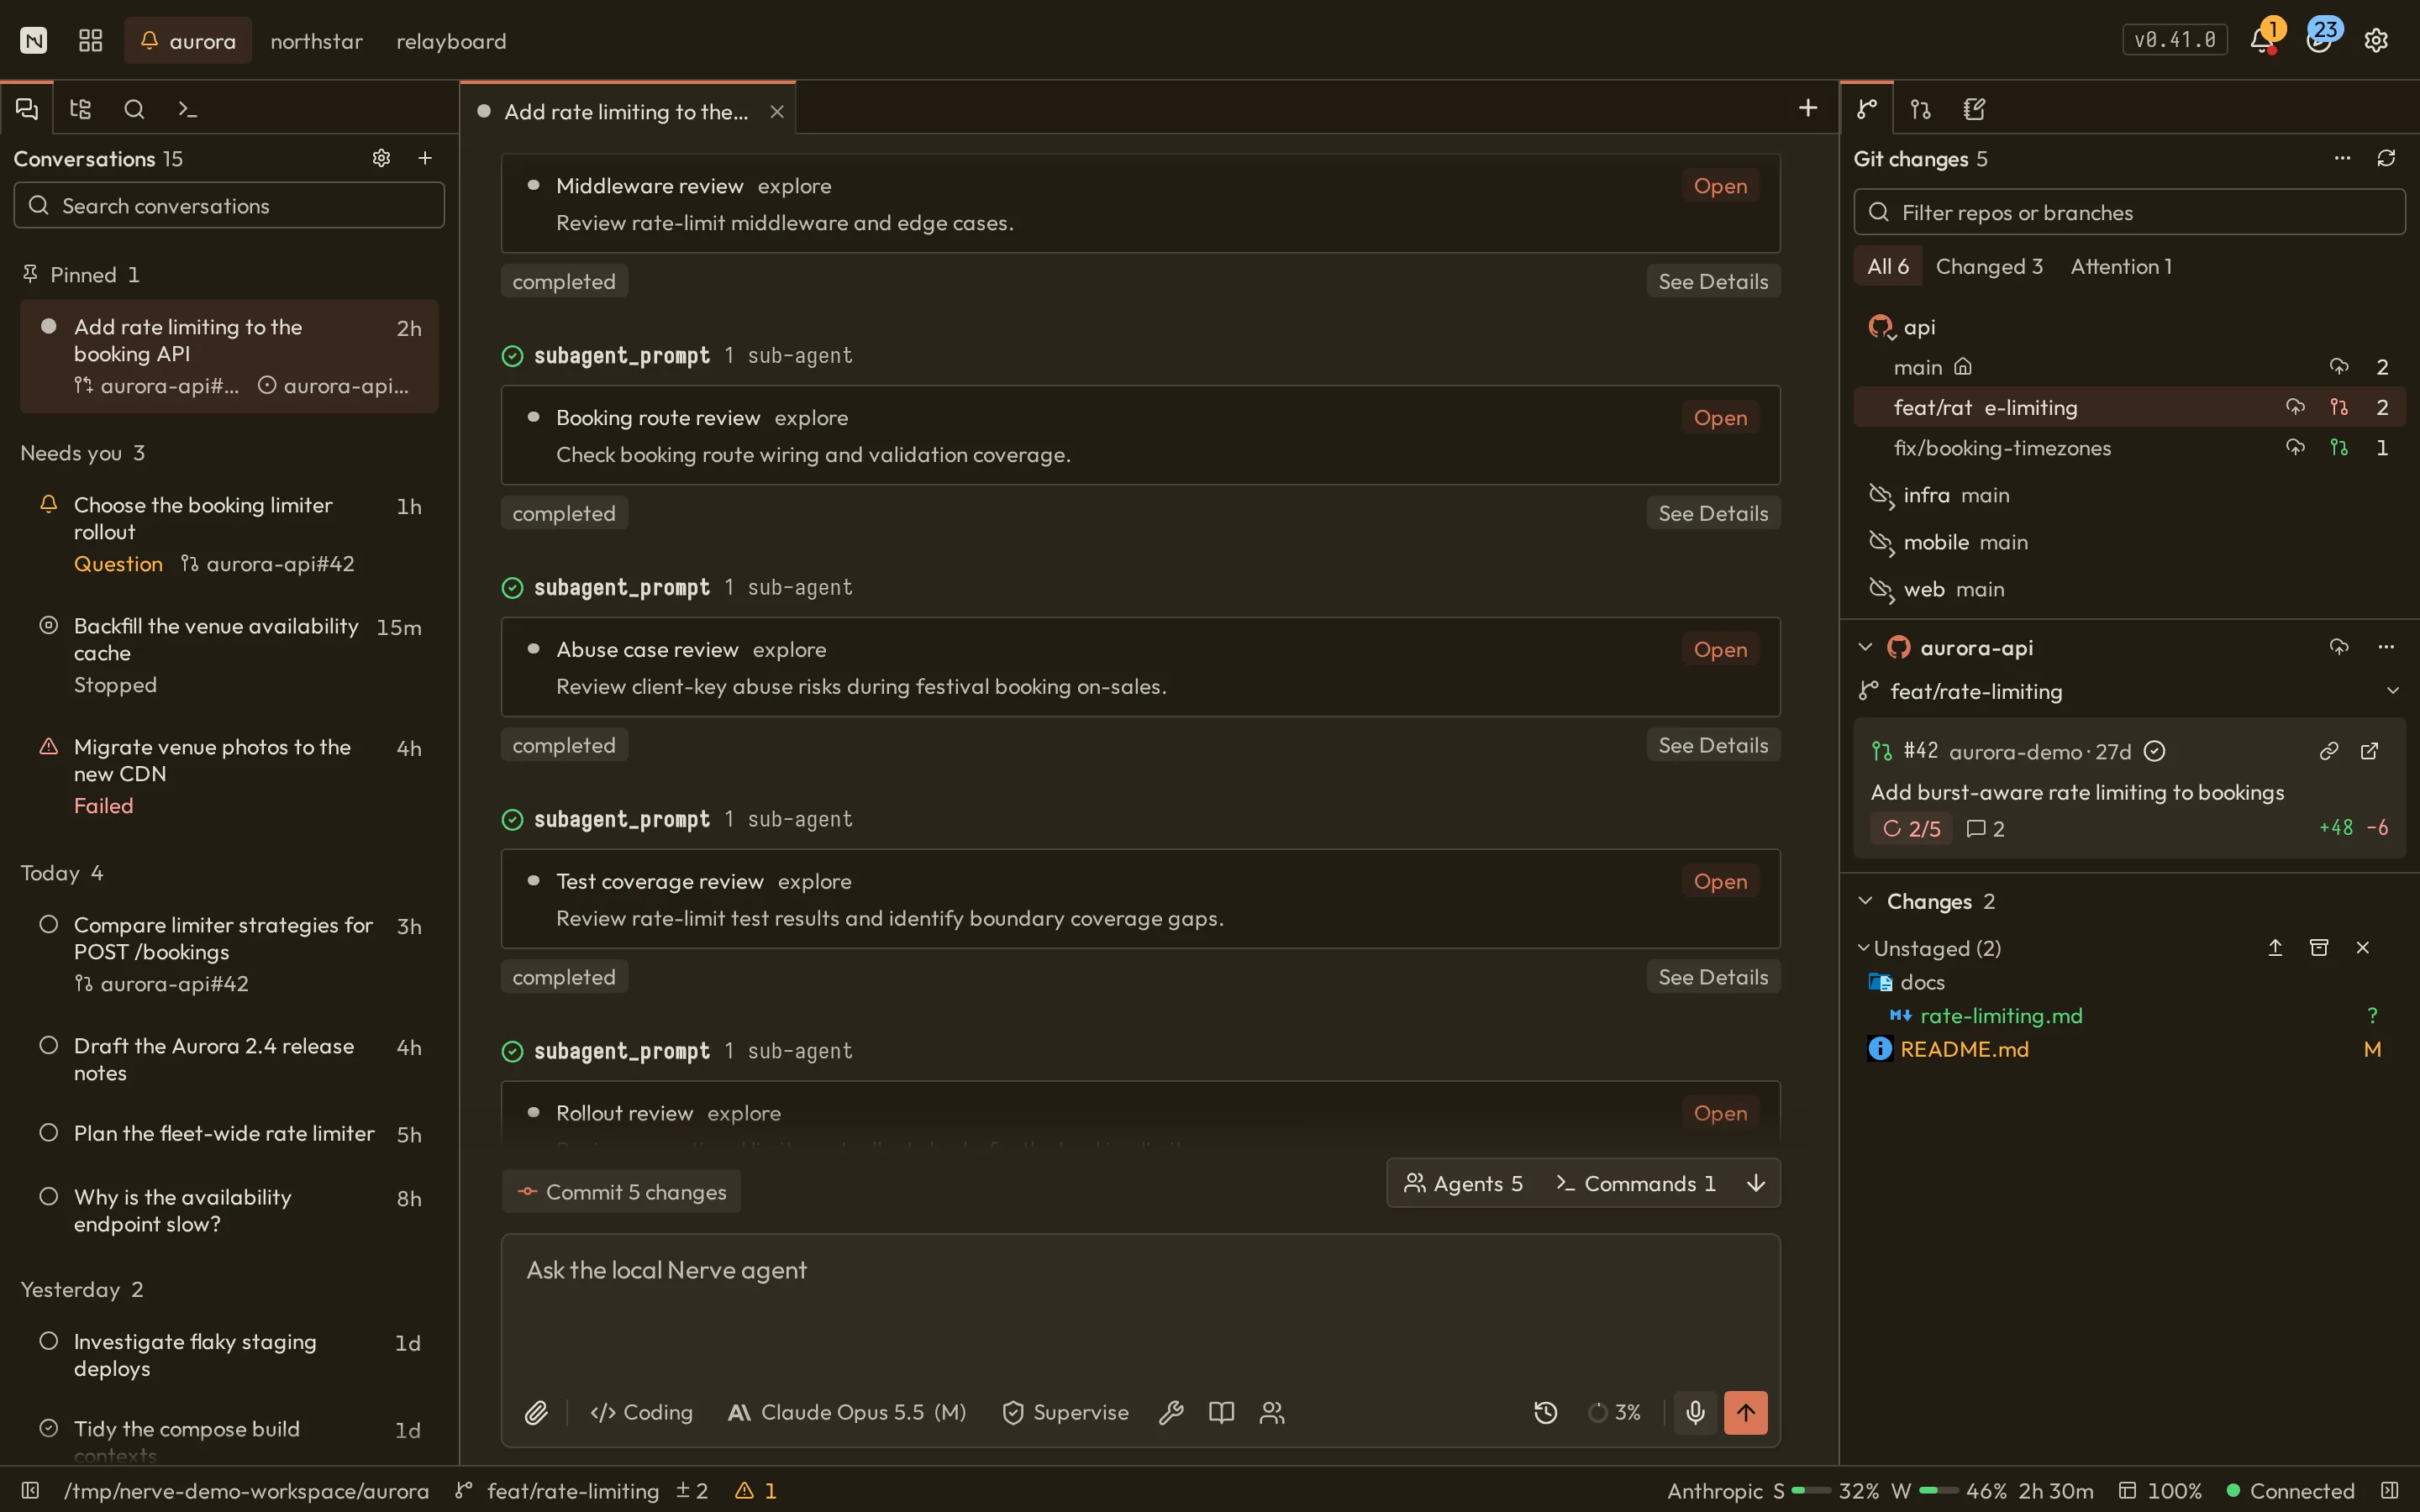 aurora
northstar
relayboard
v0.41.0
1
23
Conversations 15
Search conversations
Pinned 1
Add rate limiting to the booking API
2h
aurora-api#...
aurora-api...
Needs you 3
Choose the booking limiter rollout
1h
Question
aurora-api#42
Backfill the venue availability cache
15m
Stopped
Migrate venue photos to the new CDN
4h
Failed
Today 4
Compare limiter strategies for POST /bookings
3h
aurora-api#42
Draft the Aurora 2.4 release notes
4h
Plan the fleet-wide rate limiter
5h
Why is the availability endpoint slow?
8h
Yesterday 2
Investigate flaky staging deploys
1d
Tidy the compose build contexts
1d
Add rate limiting to the...
Middleware review explore
Open
Review rate-limit middleware and edge cases.
completed
See Details
subagent_prompt 1 sub-agent
Booking route review explore
Open
Check booking route wiring and validation coverage.
completed
See Details
subagent_prompt 1 sub-agent
Abuse case review explore
Open
Review client-key abuse risks during festival booking on-sales.
completed
See Details
subagent_prompt 1 sub-agent
Test coverage review explore
Open
Review rate-limit test results and identify boundary coverage gaps.
completed
See Details
subagent_prompt 1 sub-agent
Rollout review explore
Open
Commit 5 changes
Agents 5
Commands 1
Ask the local Nerve agent
Coding
Claude Opus 5.5 (M)
Supervise
3%
Git changes 5
Filter repos or branches
All 6
Changed 3
Attention 1
api
main
2
feat/rat e-limiting
2
fix/booking-timezones
1
infra main
mobile main
web main
aurora-api
feat/rate-limiting
#42 aurora-demo · 27d
Add burst-aware rate limiting to bookings
2/5
2
+48 -6
Changes 2
Unstaged (2)
docs
rate-limiting.md
?
README.md
M
/tmp/nerve-demo-workspace/aurora
feat/rate-limiting
±2
1
Anthropic S 32% W 46% 2h 30m
100%
Connected